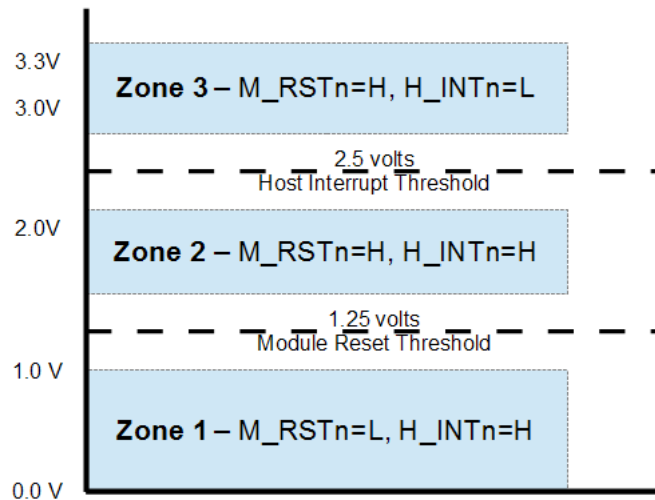 3.3V
Zone 3 – M_RSTn=H, H_INTn=L
3.0V
2.5 volts
Host Interrupt Threshold
2.0V
Zone 2 – M_RSTn=H, H_INTn=H
1.25 volts
Module Reset Threshold
1.0 V
Zone 1 – M_RSTn=L, H_INTn=H
0.0 V